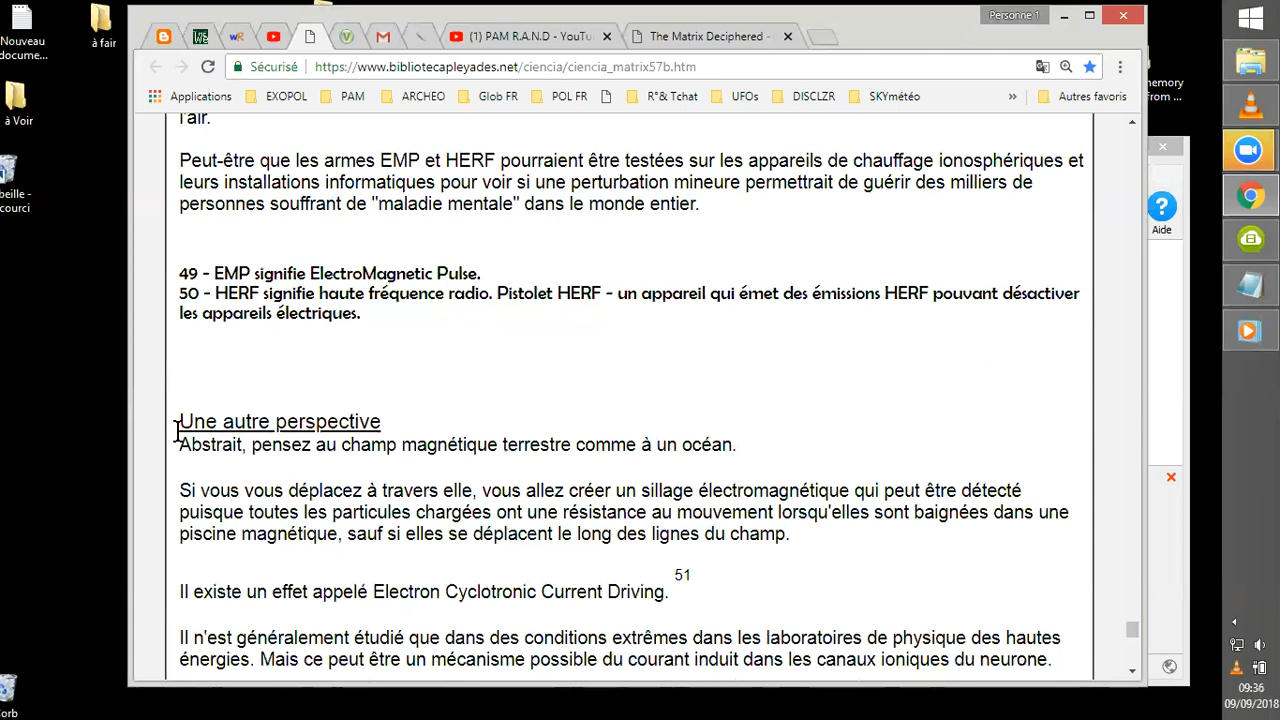 Nouveau
docume...
à fair
à Voir
beille -
courci
Corb
Personne 1
(1) PAM R.A.N.D - YouTu
The Matrix Deciphered -
Sécurisé
https://www.bibliotecapleyades.net/ciencia/ciencia_matrix57b.htm
Applications
EXOPOL
PAM
ARCHEO
Glob FR
POL FR
R°& Tchat
UFOs
DISCLZR
SKYmétéo
»
Autres favoris
l'air.
Peut-être que les armes EMP et HERF pourraient être testées sur les appareils de chauffage ionosphériques et
leurs installations informatiques pour voir si une perturbation mineure permettrait de guérir des milliers de
personnes souffrant de "maladie mentale" dans le monde entier.
49 - EMP signifie ElectroMagnetic Pulse.
50 - HERF signifie haute fréquence radio. Pistolet HERF - un appareil qui émet des émissions HERF pouvant désactiver
les appareils électriques.
Une autre perspective
Abstrait, pensez au champ magnétique terrestre comme à un océan.
Si vous vous déplacez à travers elle, vous allez créer un sillage électromagnétique qui peut être détecté
puisque toutes les particules chargées ont une résistance au mouvement lorsqu'elles sont baignées dans une
piscine magnétique, sauf si elles se déplacent le long des lignes du champ.
Il existe un effet appelé Electron Cyclotronic Current Driving. 51
Il n'est généralement étudié que dans des conditions extrêmes dans les laboratoires de physique des hautes
énergies. Mais ce peut être un mécanisme possible du courant induit dans les canaux ioniques du neurone.
memory
from ...
Aide
09:36
09/09/2018